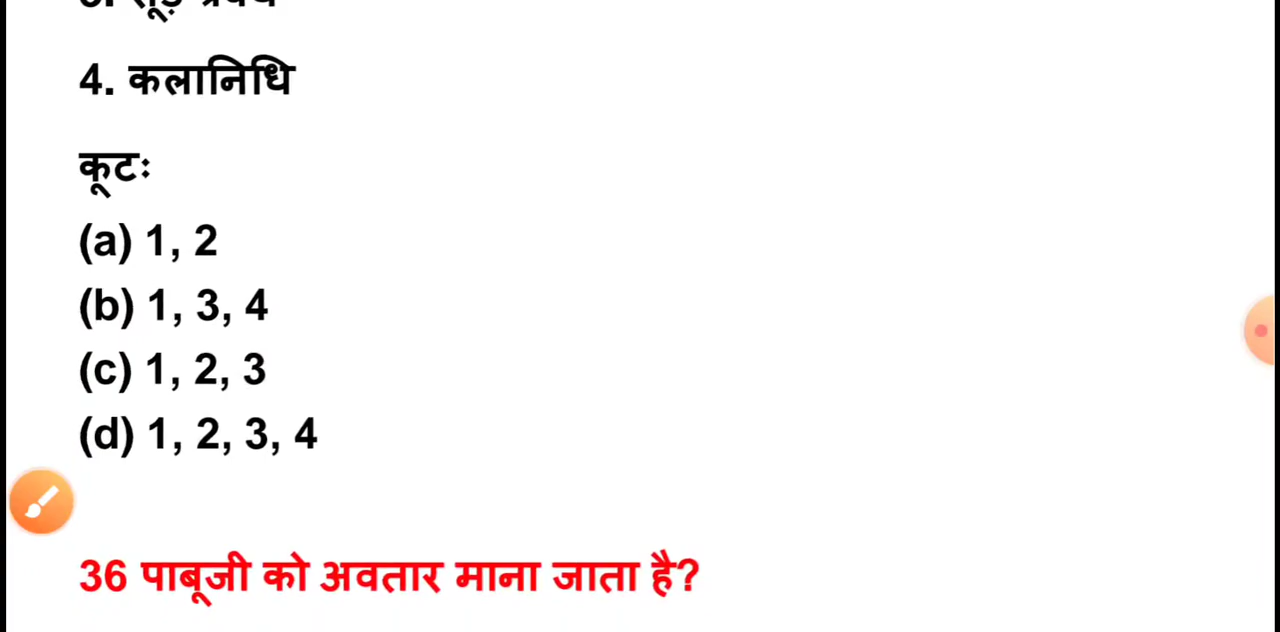 4. कलानिधि
कूटः
(a) 1, 2
(b) 1, 3, 4
(c) 1, 2, 3
(d) 1, 2, 3, 4
36 पाबूजी को अवतार माना जाता है?